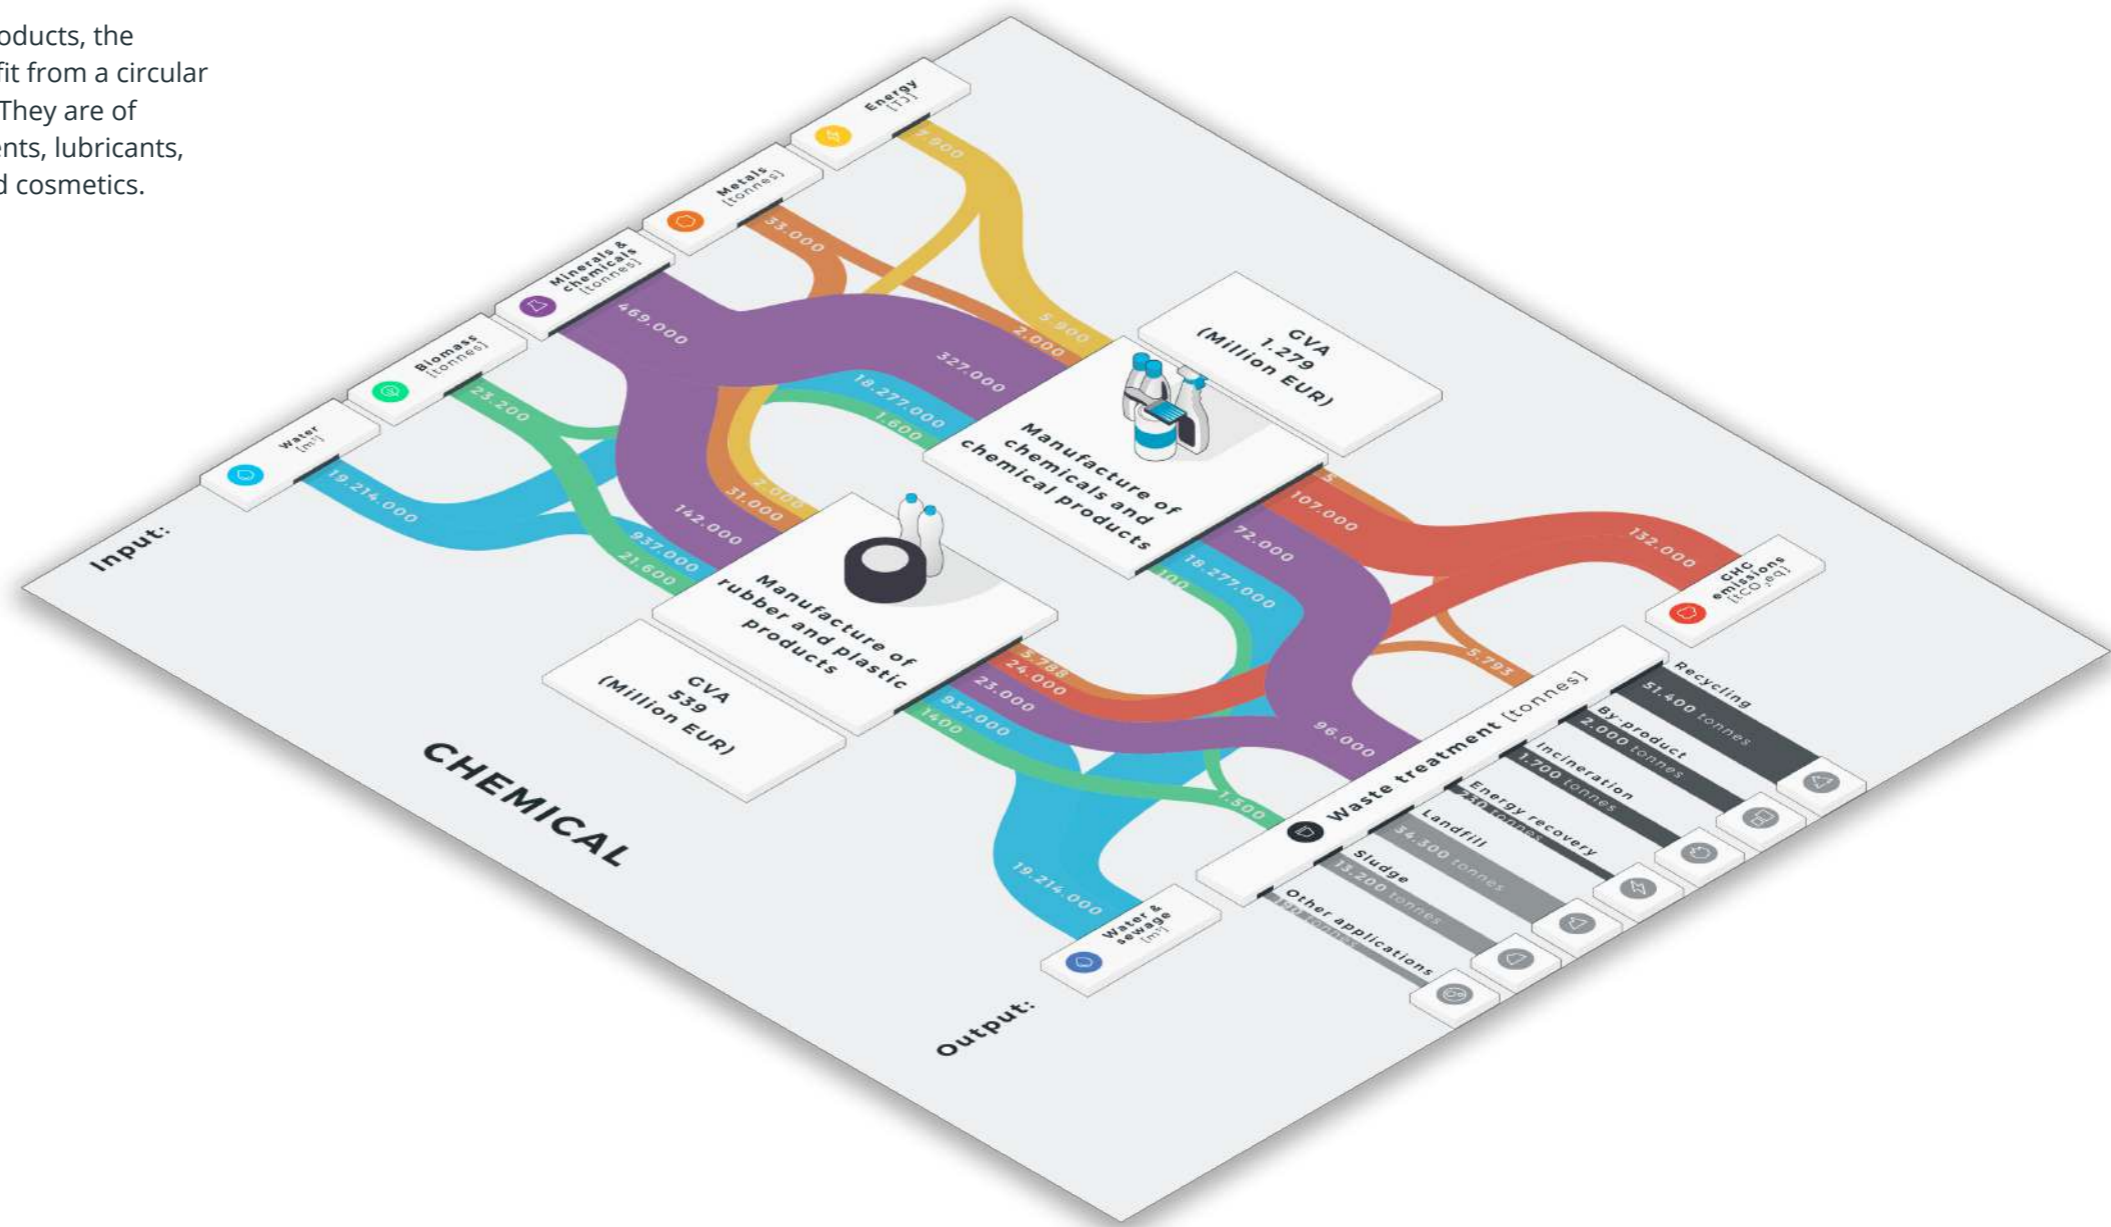 oducts, the
fit from a circular
They are of
ents, lubricants,
d cosmetics.
Input:
Energy
[TJ]
Metals
[tonnes]
Minerals &
chemicals
[tonnes]
Biomass
[tonnes]
Water
[m³]
7.900
33.000
469.000
23.200
19.214.000
5.900
2.000
327.000
18.277.000
1.600
2.000
31.000
142.000
937.000
21.600
GVA
1.279
(Million EUR)
Manufacture of
chemicals and
chemical products
Manufacture of
rubber and plastic
products
GVA
539
(Million EUR)
5
107.000
72.000
18.277.000
100
132.000
5.788
24.000
23.000
937.000
1400
5.793
96.000
1.500
19.214.000
CHEMICAL
Output:
GHG
emissions
[tCO₂eq]
Waste treatment [tonnes]
Water &
sewage
[m³]
Recycling
51.400 tonnes
By-product
2.000 tonnes
Incineration
1.700 tonnes
Energy recovery
230 tonnes
Landfill
34.300 tonnes
Sludge
13.200 tonnes
Other applications
tonnes